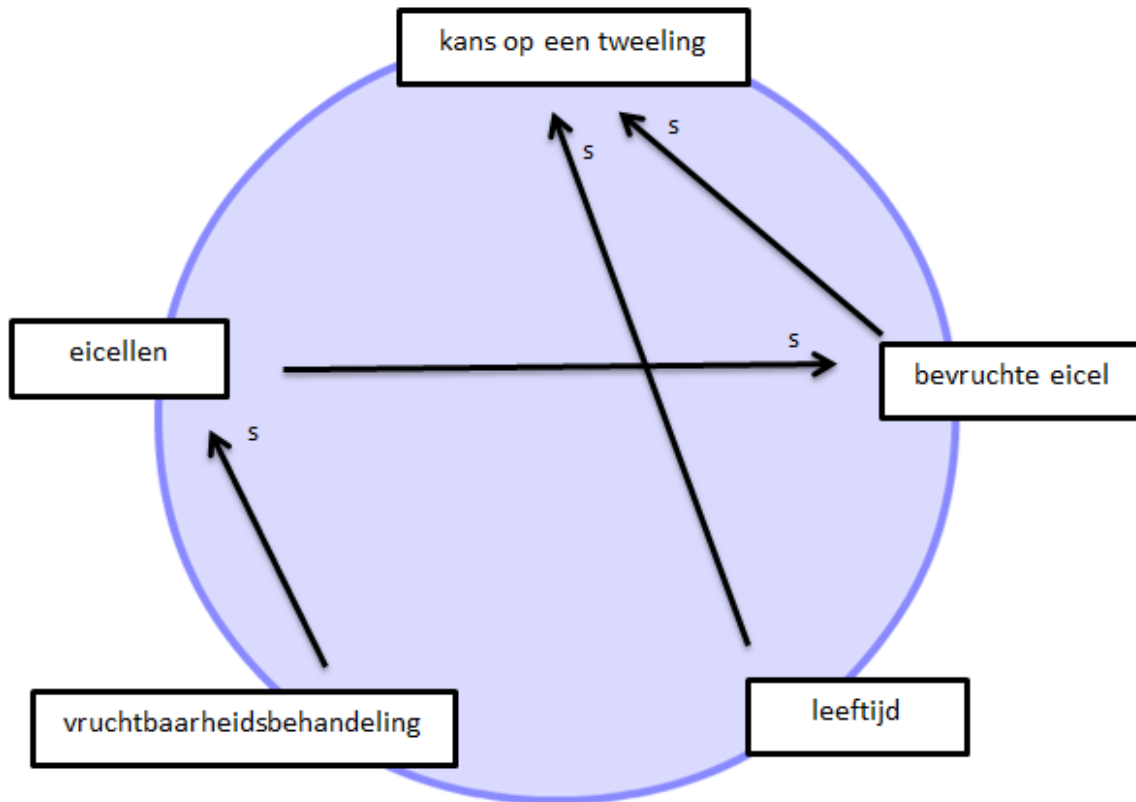 kans op een tweeling
s
s
eicellen
s
bevruchte eicel
s
vruchtbaarheidsbehandeling
leeftijd